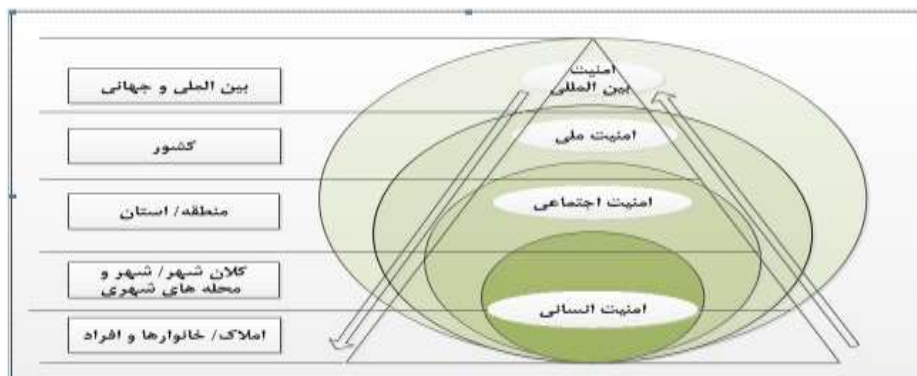 امنیت
بین المللی
بین الملی و جهانی
امنیت ملی
کشور
امنیت اجتماعی
منطقه/ استان
کلان شهر/ شهر و
محله های شهری
امنیت انسانی
املاک/ خانوارها و افراد